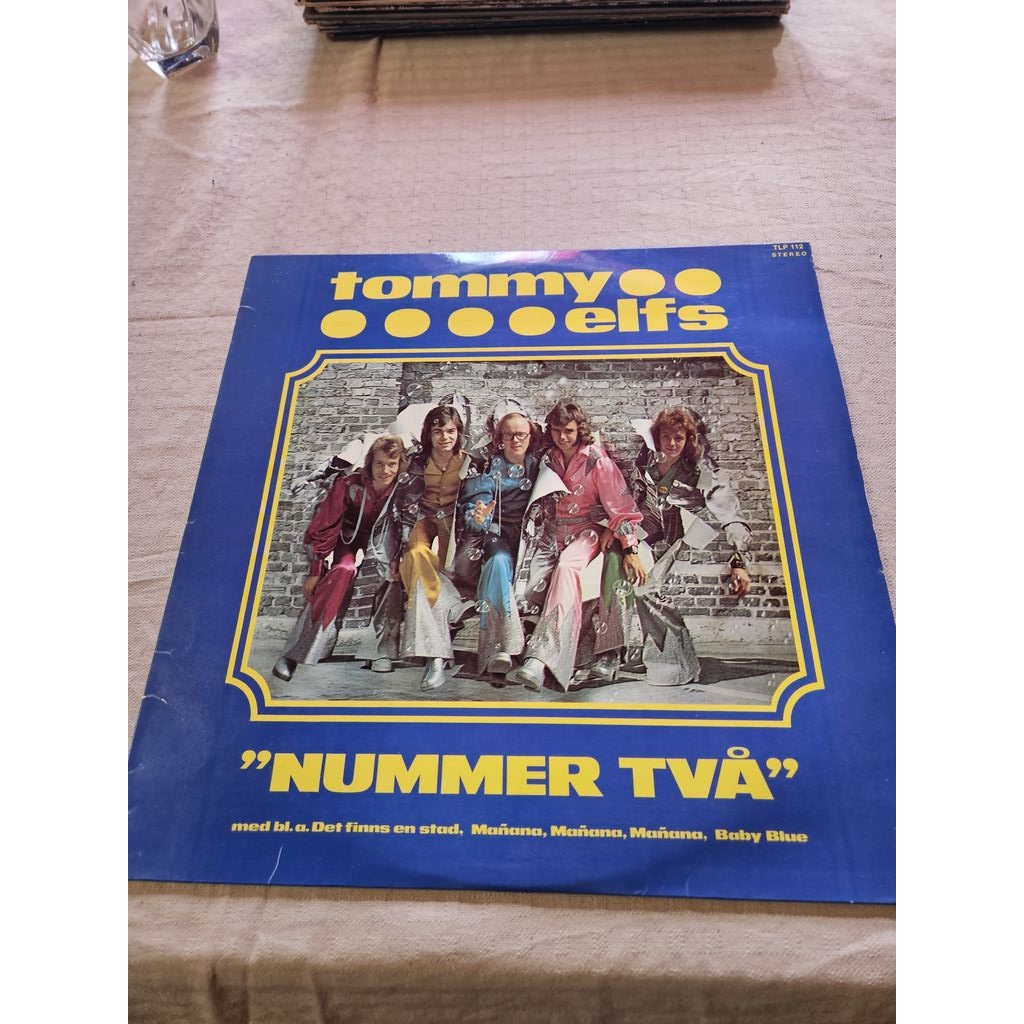 TLP 112
STEREO
tommy
elfs
”NUMMER TVÅ”
med bl.a. Det finns en stad, Mañana, Mañana, Mañana, Baby Blue